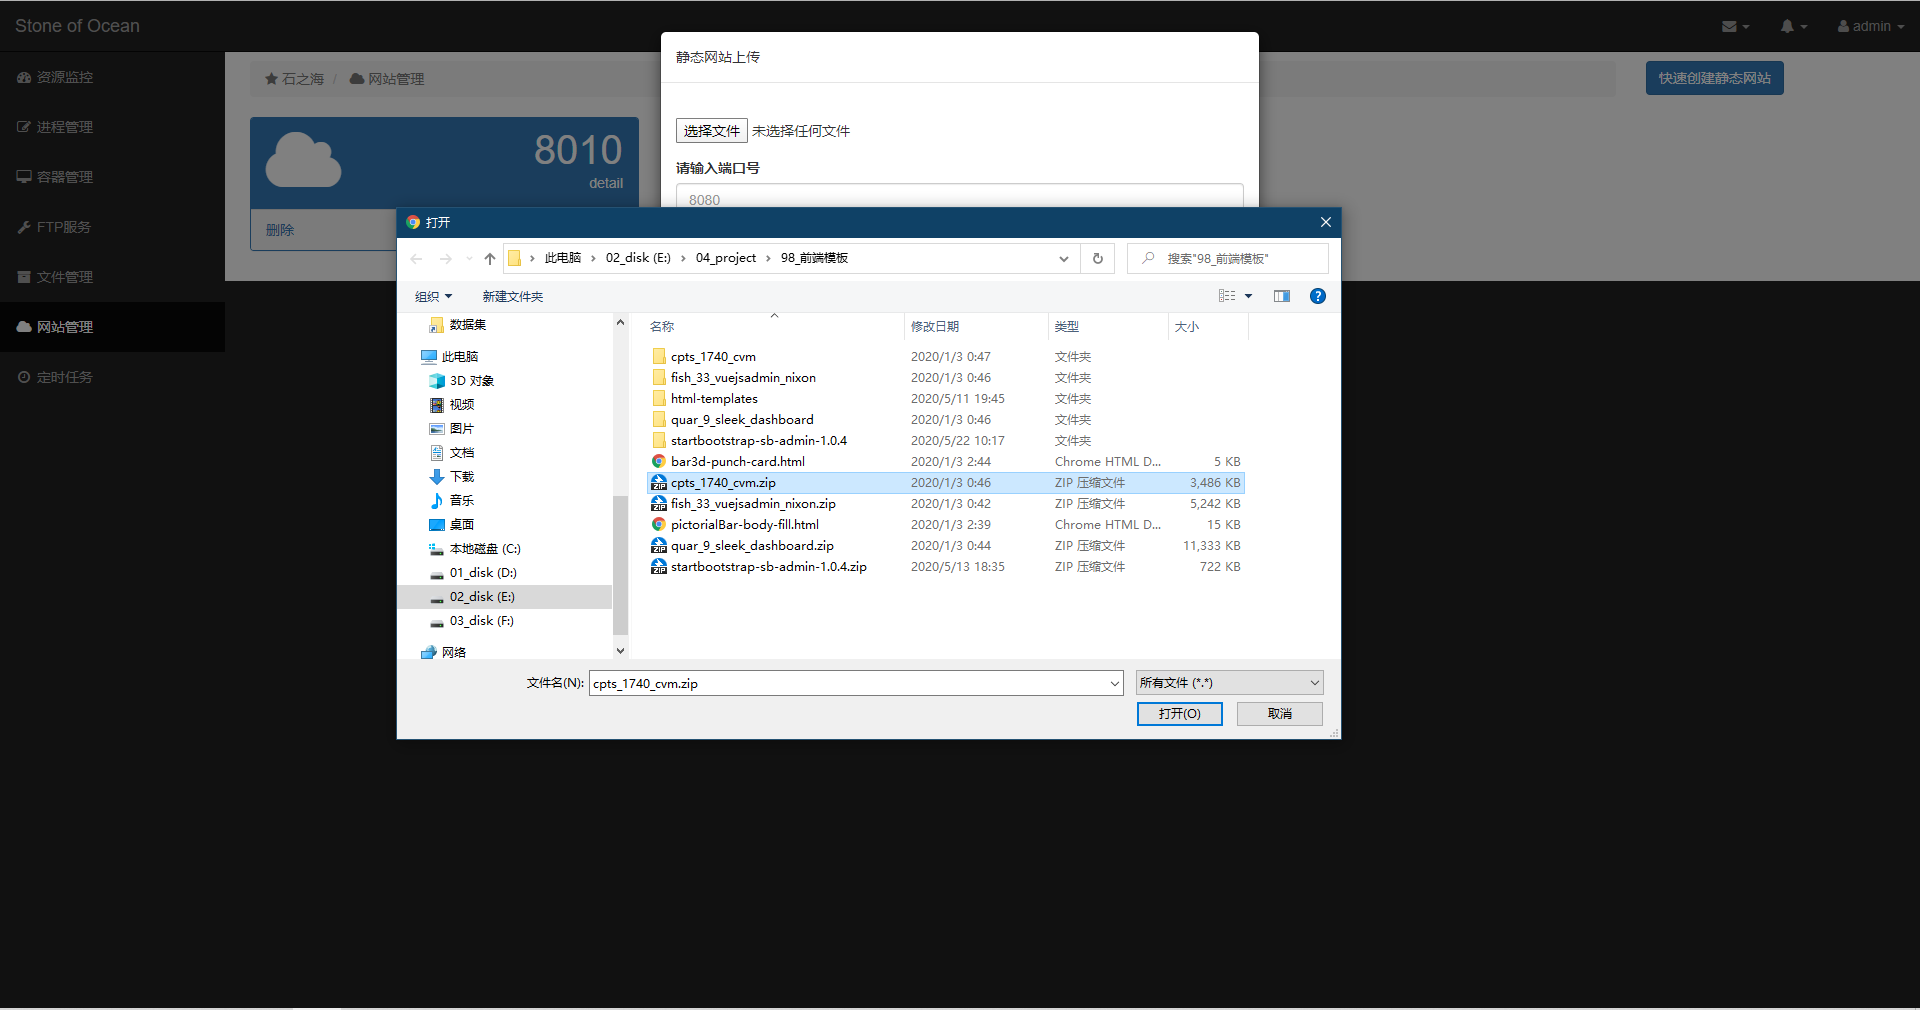 Stone of Ocean
admin
资源监控
进程管理
容器管理
FTP服务
文件管理
网站管理
定时任务
石之海 / 网站管理
快速创建静态网站
8010
detail
删除
静态网站上传
选择文件 未选择任何文件
请输入端口号
8080
打开
此电脑 › 02_disk (E:) › 04_project › 98_前端模板
搜索"98_前端模板"
组织 新建文件夹
数据集
此电脑
3D 对象
视频
图片
文档
下载
音乐
桌面
本地磁盘 (C:)
01_disk (D:)
02_disk (E:)
03_disk (F:)
网络
名称 修改日期 类型 大小
cpts_1740_cvm 2020/1/3 0:47 文件夹
fish_33_vuejsadmin_nixon 2020/1/3 0:46 文件夹
html-templates 2020/5/11 19:45 文件夹
quar_9_sleek_dashboard 2020/1/3 0:46 文件夹
startbootstrap-sb-admin-1.0.4 2020/5/22 10:17 文件夹
bar3d-punch-card.html 2020/1/3 2:44 Chrome HTML D... 5 KB
cpts_1740_cvm.zip 2020/1/3 0:46 ZIP 压缩文件 3,486 KB
fish_33_vuejsadmin_nixon.zip 2020/1/3 0:42 ZIP 压缩文件 5,242 KB
pictorialBar-body-fill.html 2020/1/3 2:39 Chrome HTML D... 15 KB
quar_9_sleek_dashboard.zip 2020/1/3 0:44 ZIP 压缩文件 11,333 KB
startbootstrap-sb-admin-1.0.4.zip 2020/5/13 18:35 ZIP 压缩文件 722 KB
文件名(N): cpts_1740_cvm.zip 所有文件 (*.*)
打开(O) 取消